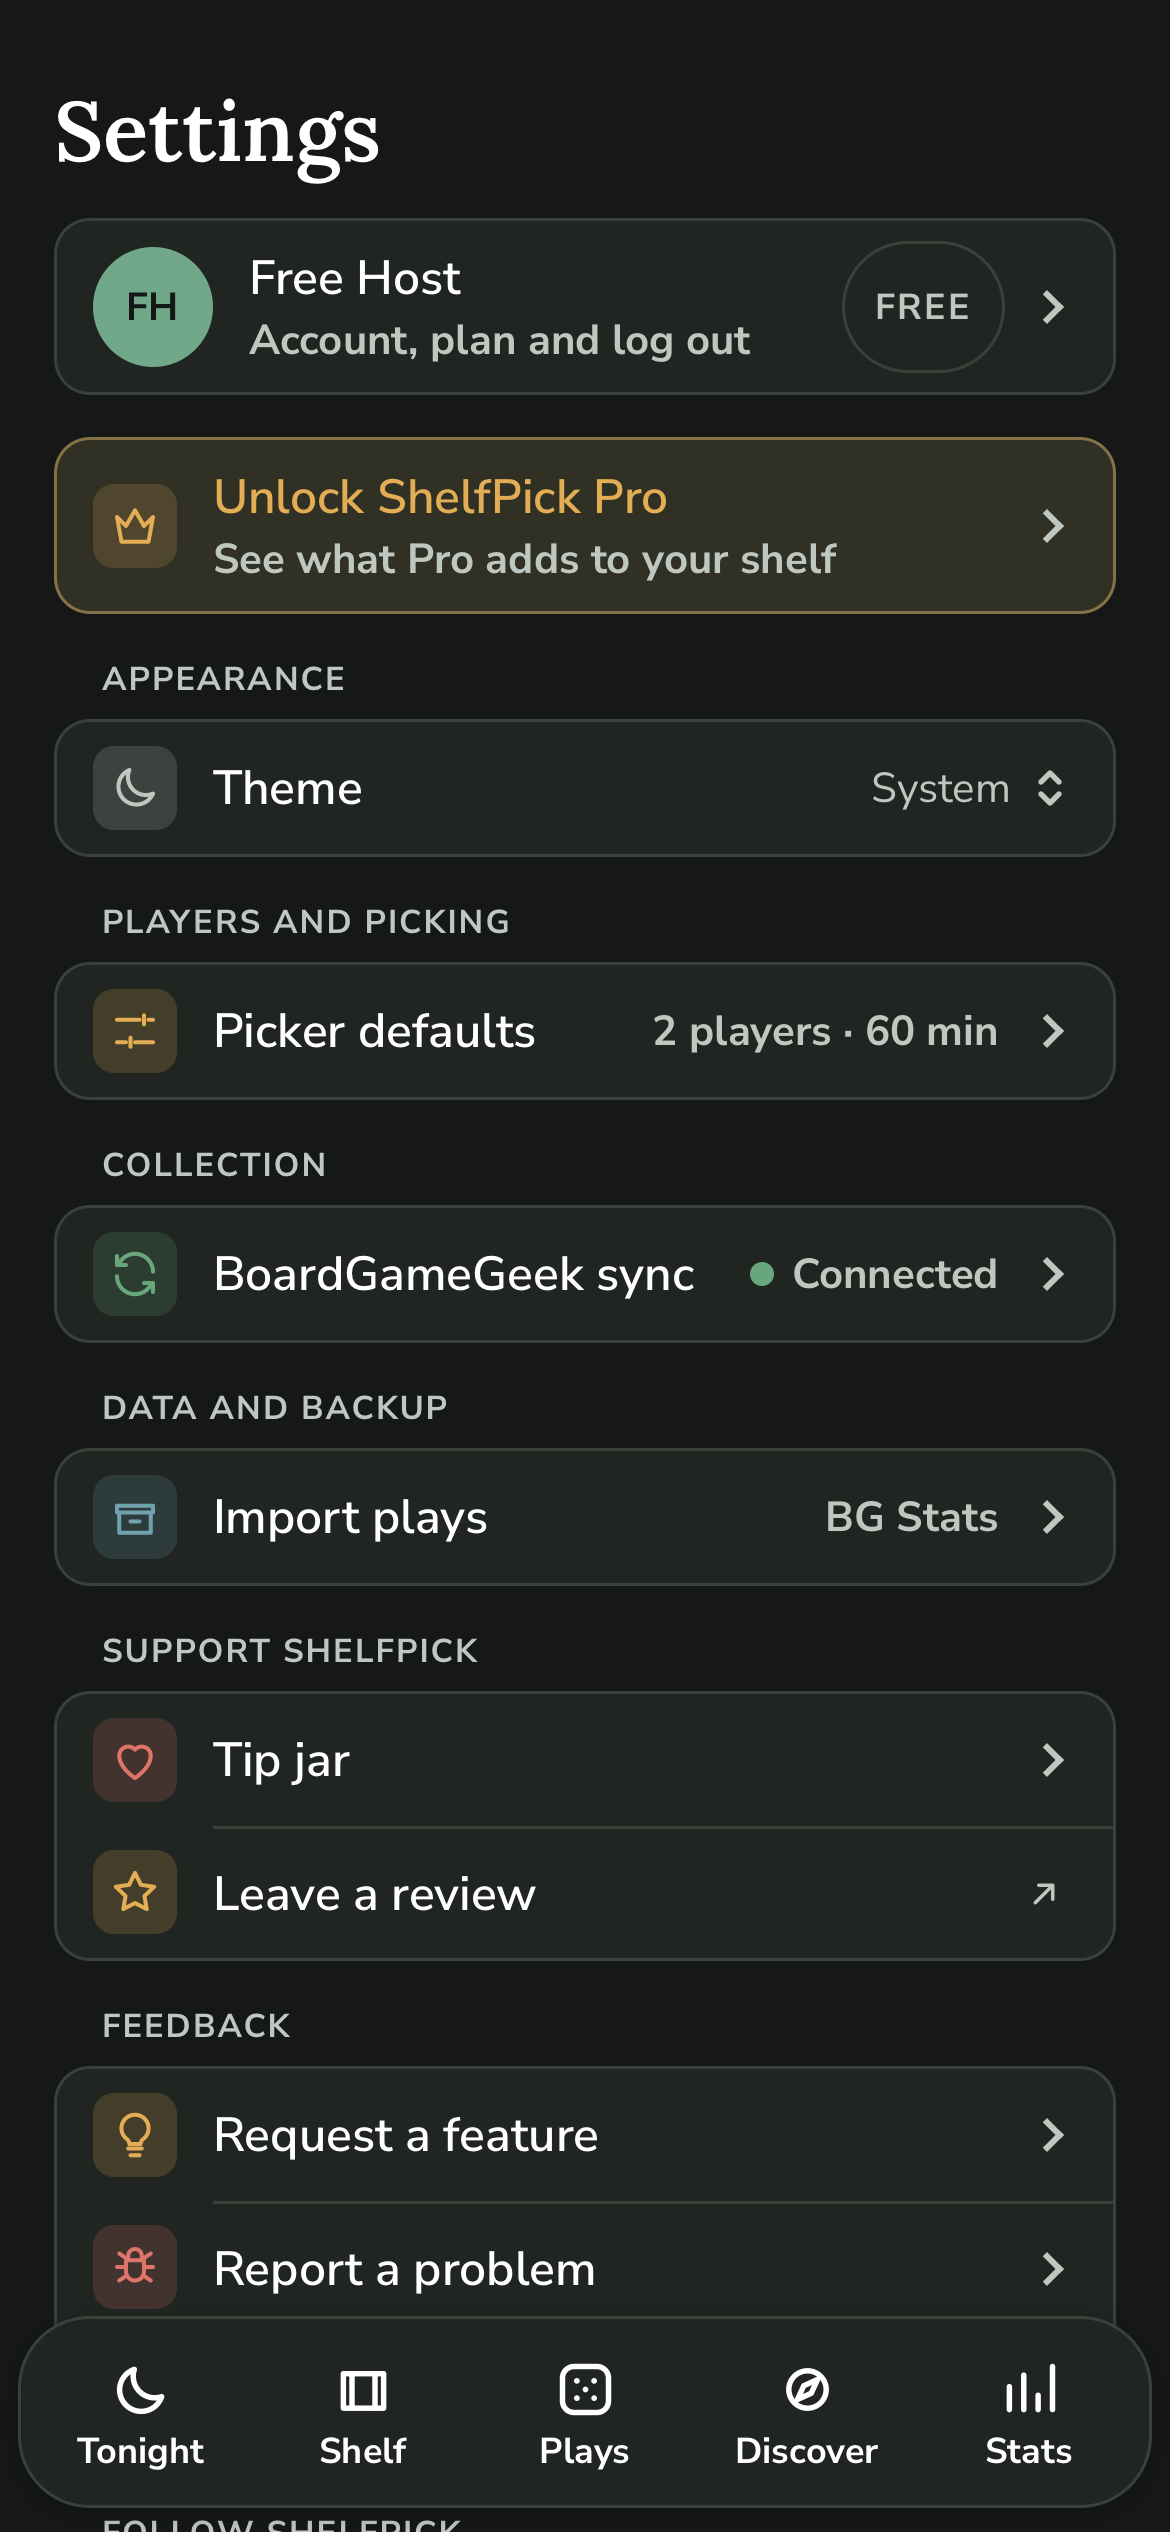 Settings
FH
Free Host
Account, plan and log out
FREE
Unlock ShelfPick Pro
See what Pro adds to your shelf
APPEARANCE
Theme
System
PLAYERS AND PICKING
Picker defaults
2 players · 60 min
COLLECTION
BoardGameGeek sync
Connected
DATA AND BACKUP
Import plays
BG Stats
SUPPORT SHELFPICK
Tip jar
Leave a review
FEEDBACK
Request a feature
Report a problem
Tonight
Shelf
Plays
Discover
Stats
FOLLOW SHELFPICK